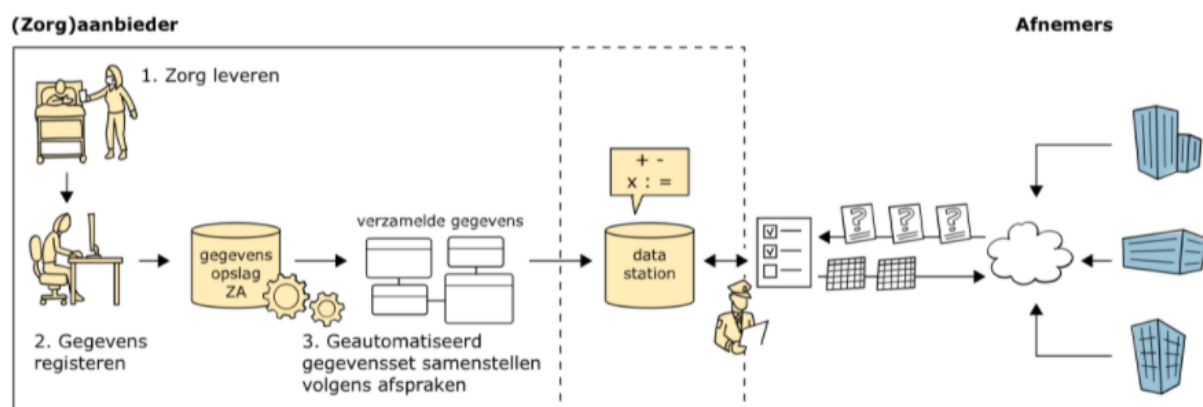 (Zorg)aanbieder
Afnemers
1. Zorg leveren
+ -
x : =
verzamelde gegevens
gegevens
opslag
ZA
data
station
? ? ?
2. Gegevens
registeren
3. Geautomatiseerd
gegevensset samenstellen
volgens afspraken